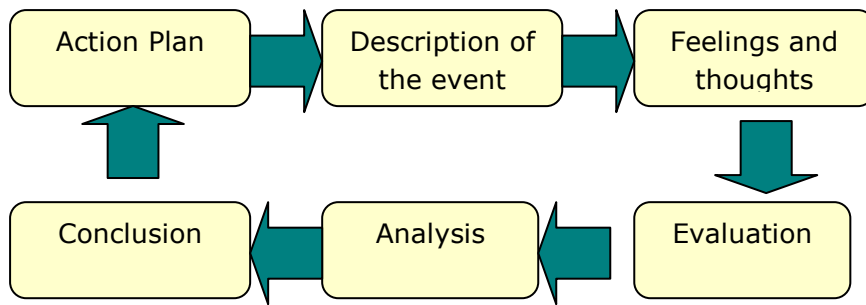 Action Plan
Description of
the event
Feelings and
thoughts
Evaluation
Analysis
Conclusion